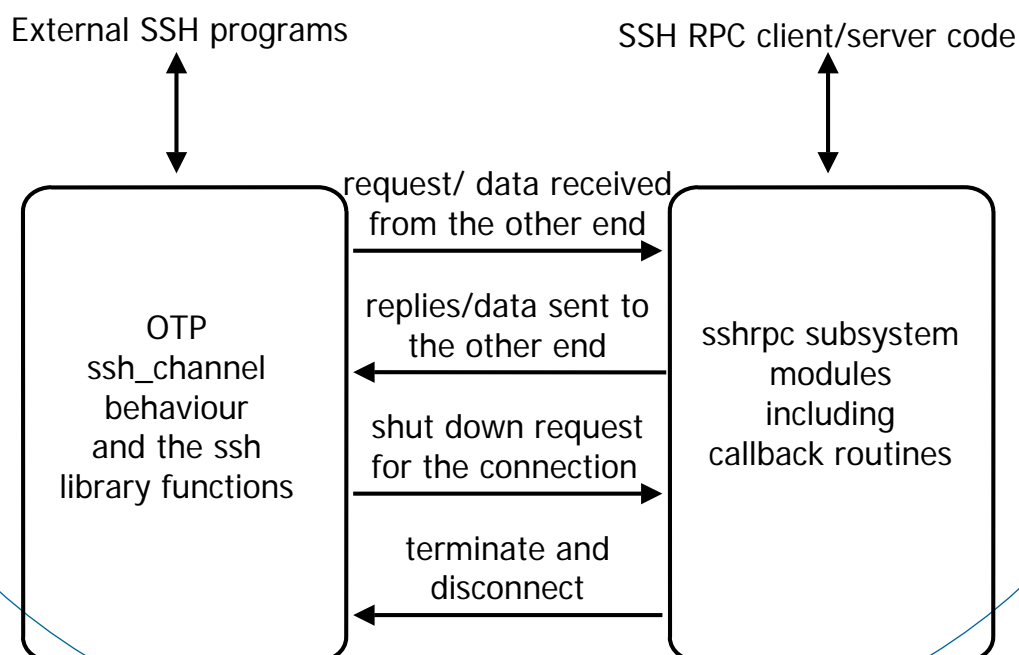 External SSH programs
SSH RPC client/server code
request/ data received
from the other end
replies/data sent to
the other end
shut down request
for the connection
terminate and
disconnect
OTP
ssh_channel
behaviour
and the ssh
library functions
sshrpc subsystem
modules
including
callback routines